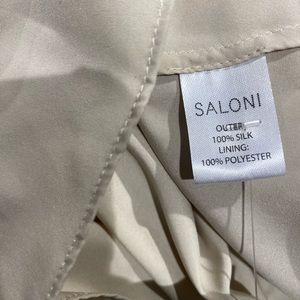 SALONI
OUTER:
100% SILK
LINING:
100% POLYESTER